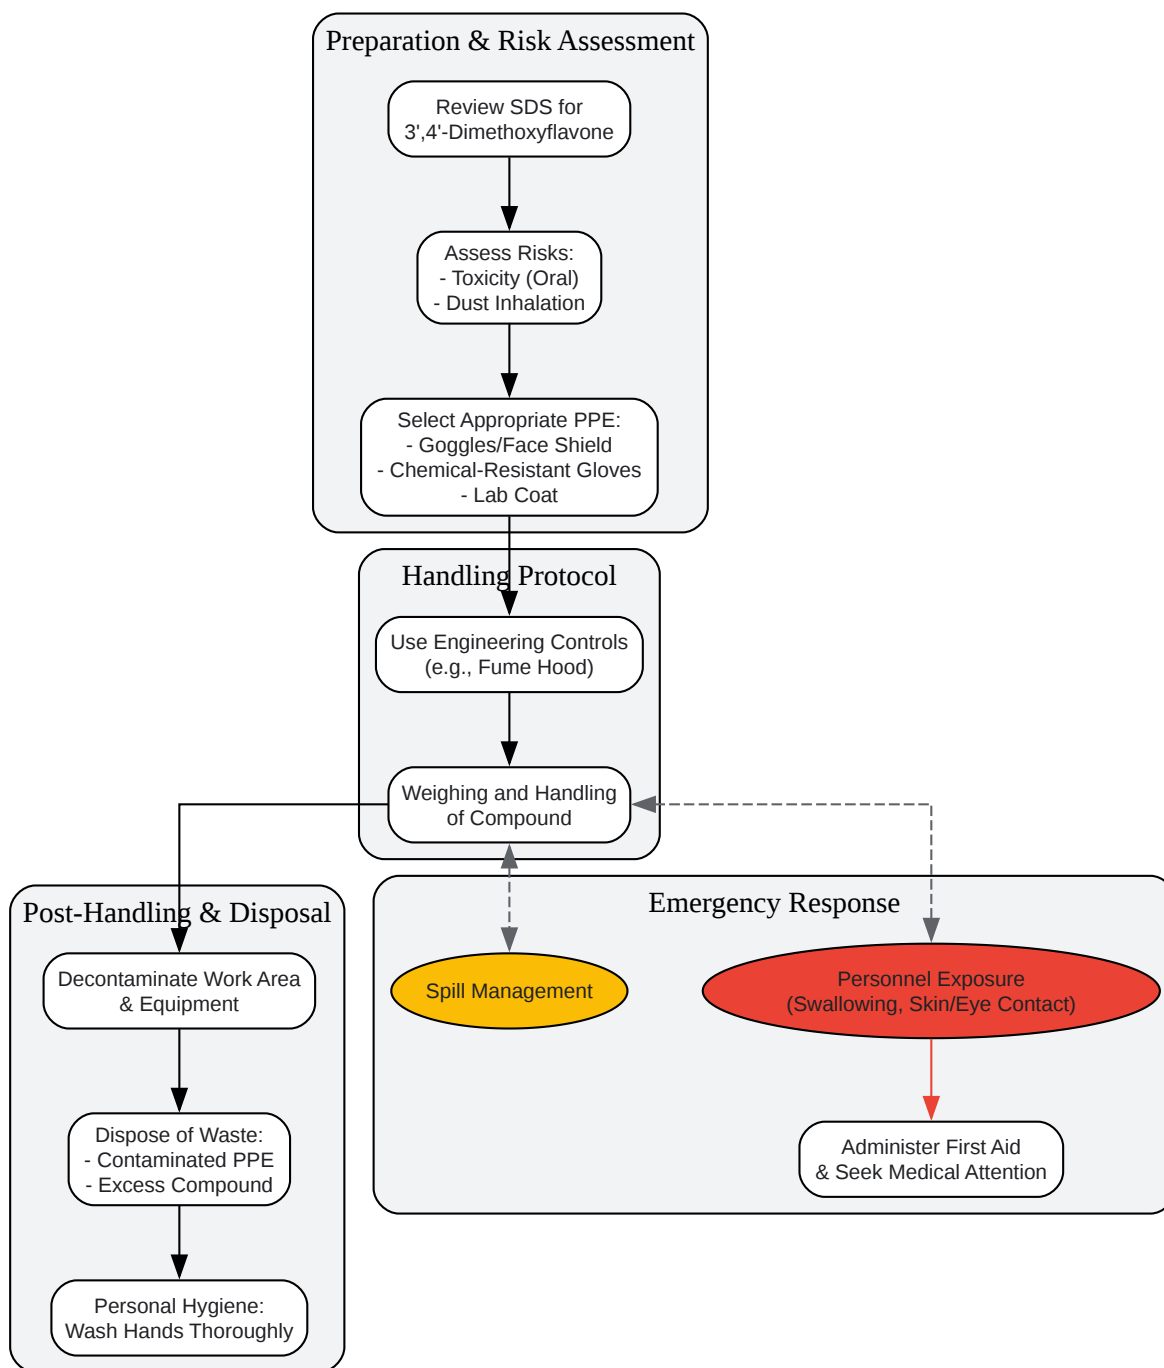 Preparation & Risk Assessment
Review SDS for
3',4'-Dimethoxyflavone
Assess Risks:
- Toxicity (Oral)
- Dust Inhalation
Select Appropriate PPE:
- Goggles/Face Shield
- Chemical-Resistant Gloves
- Lab Coat
Handling Protocol
Use Engineering Controls
(e.g., Fume Hood)
Weighing and Handling
of Compound
Post-Handling & Disposal
Decontaminate Work Area
& Equipment
Dispose of Waste:
- Contaminated PPE
- Excess Compound
Personal Hygiene:
Wash Hands Thoroughly
Emergency Response
Spill Management
Personnel Exposure
(Swallowing, Skin/Eye Contact)
Administer First Aid
& Seek Medical Attention